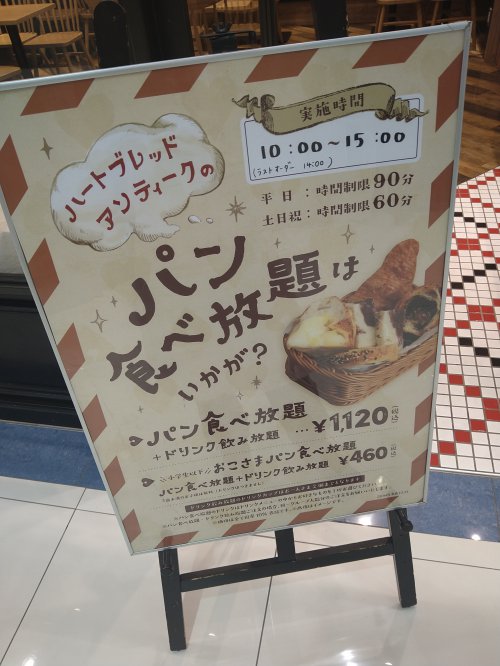 ハートブレッド
アンティークの
実施時間
10:00~15:00
(ラストオーダー 14:00)
平日:時間制限90分
土日祝:時間制限60分
パン
食べ放題は
いかが?
パン食べ放題
+ドリンク飲み放題 …¥1,120(税込)
おこさまパン食べ放題
パン食べ放題+ドリンク飲み放題 ¥460(税込)